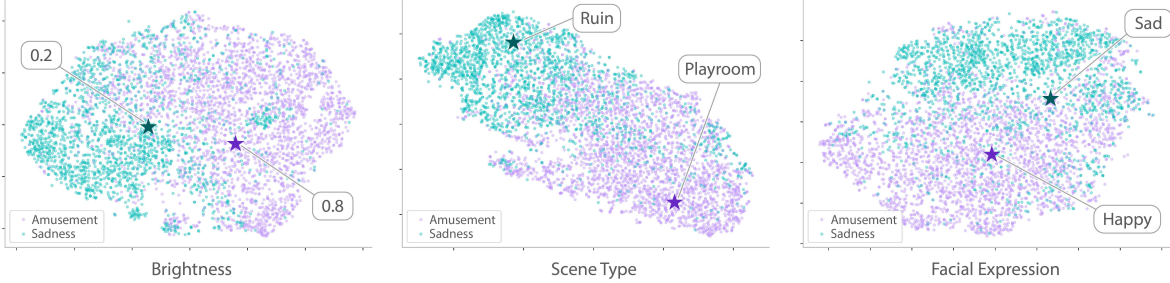 0.2
0.8
Amusement
Sadness
Brightness
Ruin
Playroom
Amusement
Sadness
Scene Type
Sad
Happy
Amusement
Sadness
Facial Expression